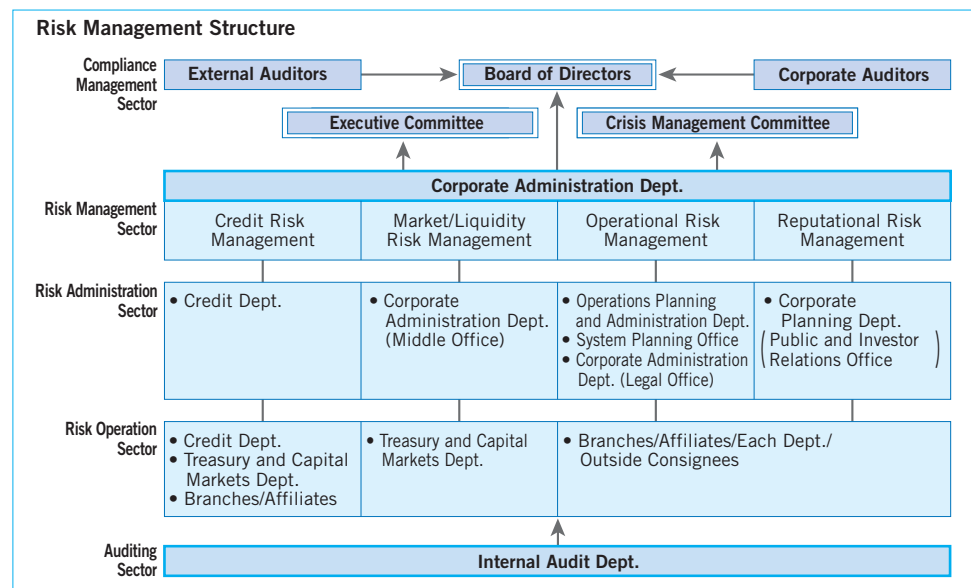 Risk Management Structure
Compliance
Management
Sector
External Auditors
Board of Directors
Corporate Auditors
Executive Committee
Crisis Management Committee
Corporate Administration Dept.
Risk Management
Sector
Credit Risk
Management
Market/Liquidity
Risk Management
Operational Risk
Management
Reputational Risk
Management
Risk Administration
Sector
• Credit Dept.
• Corporate
Administration Dept.
(Middle Office)
• Operations Planning
and Administration Dept.
• System Planning Office
• Corporate Administration
Dept. (Legal Office)
• Corporate
Planning Dept.
(Public and Investor
Relations Office)
Risk Operation
Sector
• Credit Dept.
• Treasury and Capital
Markets Dept.
• Branches/Affiliates
• Treasury and Capital
Markets Dept.
• Branches/Affiliates/Each Dept./
Outside Consignees
Auditing
Sector
Internal Audit Dept.